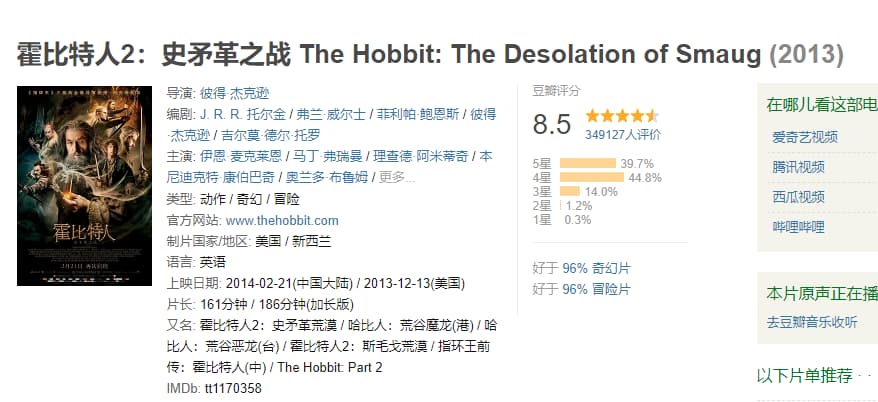 霍比特人2：史矛革之战 The Hobbit: The Desolation of Smaug (2013)
霍比特人
2月21日
导演: 彼得·杰克逊
编剧: J. R. R. 托尔金 / 弗兰·威尔士 / 菲利帕·鲍恩斯 / 彼得
·杰克逊 / 吉尔莫·德尔·托罗
主演: 伊恩·麦克莱恩 / 马丁·弗瑞曼 / 理查德·阿米蒂奇 / 本
尼迪克特·康伯巴奇 / 奥兰多·布鲁姆 / 更多...
类型: 动作 / 奇幻 / 冒险
官方网站: www.thehobbit.com
制片国家/地区: 美国 / 新西兰
语言: 英语
上映日期: 2014-02-21(中国大陆) / 2013-12-13(美国)
片长: 161分钟 / 186分钟(加长版)
又名: 霍比特人2：史矛革荒漠 / 哈比人：荒谷魔龙(港) / 哈
比人：荒谷恶龙(台) / 霍比特人2：斯毛戈荒漠 / 指环王前
传：霍比特人(中) / The Hobbit: Part 2
IMDb: tt1170358
豆瓣评分
8.5
349127人评价
5星 39.7%
4星 44.8%
3星 14.0%
2星 1.2%
1星 0.3%
好于 96% 奇幻片
好于 96% 冒险片
在哪儿看这部电
爱奇艺视频
腾讯视频
西瓜视频
哔哩哔哩
本片原声正在播
去豆瓣音乐收听
以下片单推荐 · ·